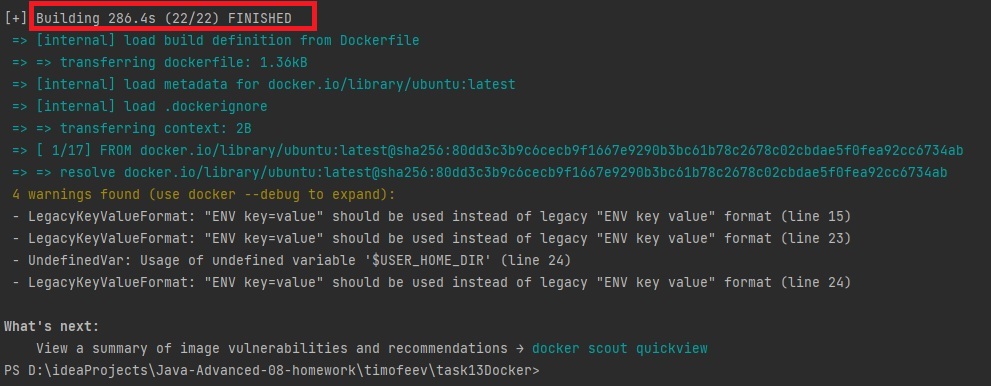 [+] Building 286.4s (22/22) FINISHED
=> [internal] load build definition from Dockerfile
=> => transferring dockerfile: 1.36kB
=> [internal] load metadata for docker.io/library/ubuntu:latest
=> [internal] load .dockerignore
=> => transferring context: 2B
=> [ 1/17] FROM docker.io/library/ubuntu:latest@sha256:80dd3c3b9c6cecb9f1667e9290b3bc61b78c2678c02cbdae5f0fea92cc6734ab
=> => resolve docker.io/library/ubuntu:latest@sha256:80dd3c3b9c6cecb9f1667e9290b3bc61b78c2678c02cbdae5f0fea92cc6734ab
4 warnings found (use docker --debug to expand):
- LegacyKeyValueFormat: "ENV key=value" should be used instead of legacy "ENV key value" format (line 15)
- LegacyKeyValueFormat: "ENV key=value" should be used instead of legacy "ENV key value" format (line 23)
- UndefinedVar: Usage of undefined variable '$USER_HOME_DIR' (line 24)
- LegacyKeyValueFormat: "ENV key=value" should be used instead of legacy "ENV key value" format (line 24)
What's next:
View a summary of image vulnerabilities and recommendations → docker scout quickview
PS D:\ideaProjects\Java-Advanced-08-homework\timofeev\task13Docker>